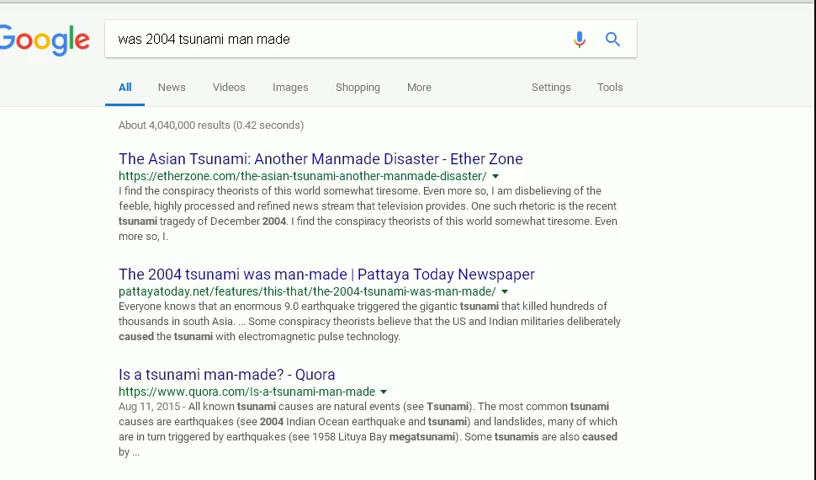 Google
was 2004 tsunami man made
All News Videos Images Shopping More Settings Tools
About 4,040,000 results (0.42 seconds)
The Asian Tsunami: Another Manmade Disaster - Ether Zone
https://etherzone.com/the-asian-tsunami-another-manmade-disaster/
I find the conspiracy theorists of this world somewhat tiresome. Even more so, I am disbelieving of the
feeble, highly processed and refined news stream that television provides. One such rhetoric is the recent
tsunami tragedy of December 2004. I find the conspiracy theorists of this world somewhat tiresome. Even
more so, I.
The 2004 tsunami was man-made | Pattaya Today Newspaper
pattayatoday.net/features/this-that/the-2004-tsunami-was-man-made/
Everyone knows that an enormous 9.0 earthquake triggered the gigantic tsunami that killed hundreds of
thousands in south Asia. ... Some conspiracy theorists believe that the US and Indian militaries deliberately
caused the tsunami with electromagnetic pulse technology.
Is a tsunami man-made? - Quora
https://www.quora.com/Is-a-tsunami-man-made
Aug 11, 2015 - All known tsunami causes are natural events (see Tsunami). The most common tsunami
causes are earthquakes (see 2004 Indian Ocean earthquake and tsunami) and landslides, many of which
are in turn triggered by earthquakes (see 1958 Lituya Bay megatsunami). Some tsunamis are also caused
by ...